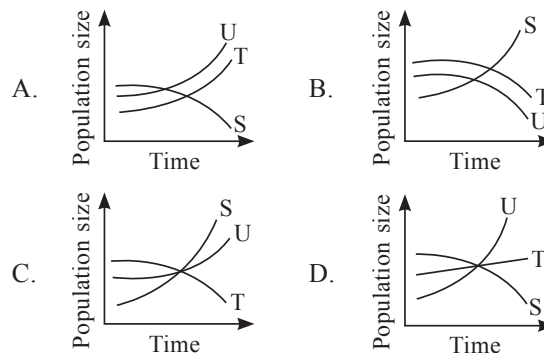 A.
Population size
U
T
S
Time
B.
Population size
S
T
U
Time
C.
Population size
S
U
T
Time
D.
Population size
U
T
S
Time